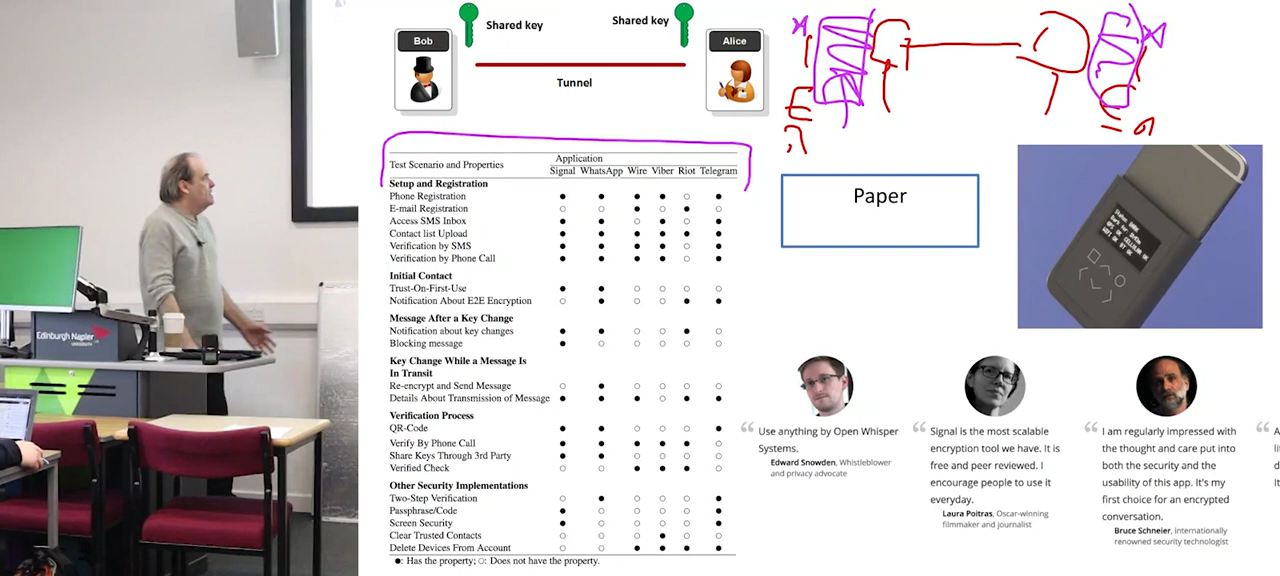 Shared key
Shared key
Bob
Alice
Tunnel
Test Scenario and Properties
Application
Signal WhatsApp Wire Viber Riot Telegram
Setup and Registration
Phone Registration ● ● ● ● ○ ●
E-mail Registration ○ ○ ● ○ ● ○
Access SMS Inbox ● ● ○ ● ○ ●
Contact list Upload ● ● ● ● ● ●
Verification by SMS ● ● ● ● ○ ●
Verification by Phone Call ● ● ● ● ○ ●
Initial Contact
Trust-On-First-Use ● ● ○ ○ ○ ○
Notification About E2E Encryption ○ ● ○ ○ ● ●
Message After a Key Change
Notification about key changes ● ● ○ ○ ● ○
Blocking message ● ○ ○ ○ ○ ○
Key Change While a Message Is
In Transit
Re-encrypt and Send Message ○ ● ○ ○ ○ ○
Details About Transmission of Message ● ● ● ○ ● ●
Verification Process
QR-Code ● ● ○ ○ ○ ●
Verify By Phone Call ● ● ● ● ● ○
Share Keys Through 3rd Party ● ● ○ ○ ○ ○
Verified Check ○ ○ ● ● ● ○
Other Security Implementations
Two-Step Verification ○ ● ○ ○ ○ ●
Passphrase/Code ● ○ ○ ○ ○ ●
Screen Security ● ○ ○ ○ ○ ●
Clear Trusted Contacts ○ ○ ○ ● ○ ○
Delete Devices From Account ○ ○ ● ● ● ●
●: Has the property; ○: Does not have the property.
Paper
“ Use anything by Open Whisper
Systems.
Edward Snowden, Whistleblower
and privacy advocate
“ Signal is the most scalable
encryption tool we have. It is
free and peer reviewed. I
encourage people to use it
everyday.
Laura Poitras, Oscar-winning
filmmaker and journalist
“ I am regularly impressed with
the thought and care put into
both the security and the
usability of this app. It's my
first choice for an encrypted
conversation.
Bruce Schneier, internationally
renowned security technologist
Edinburgh Napier
UNIVERSITY